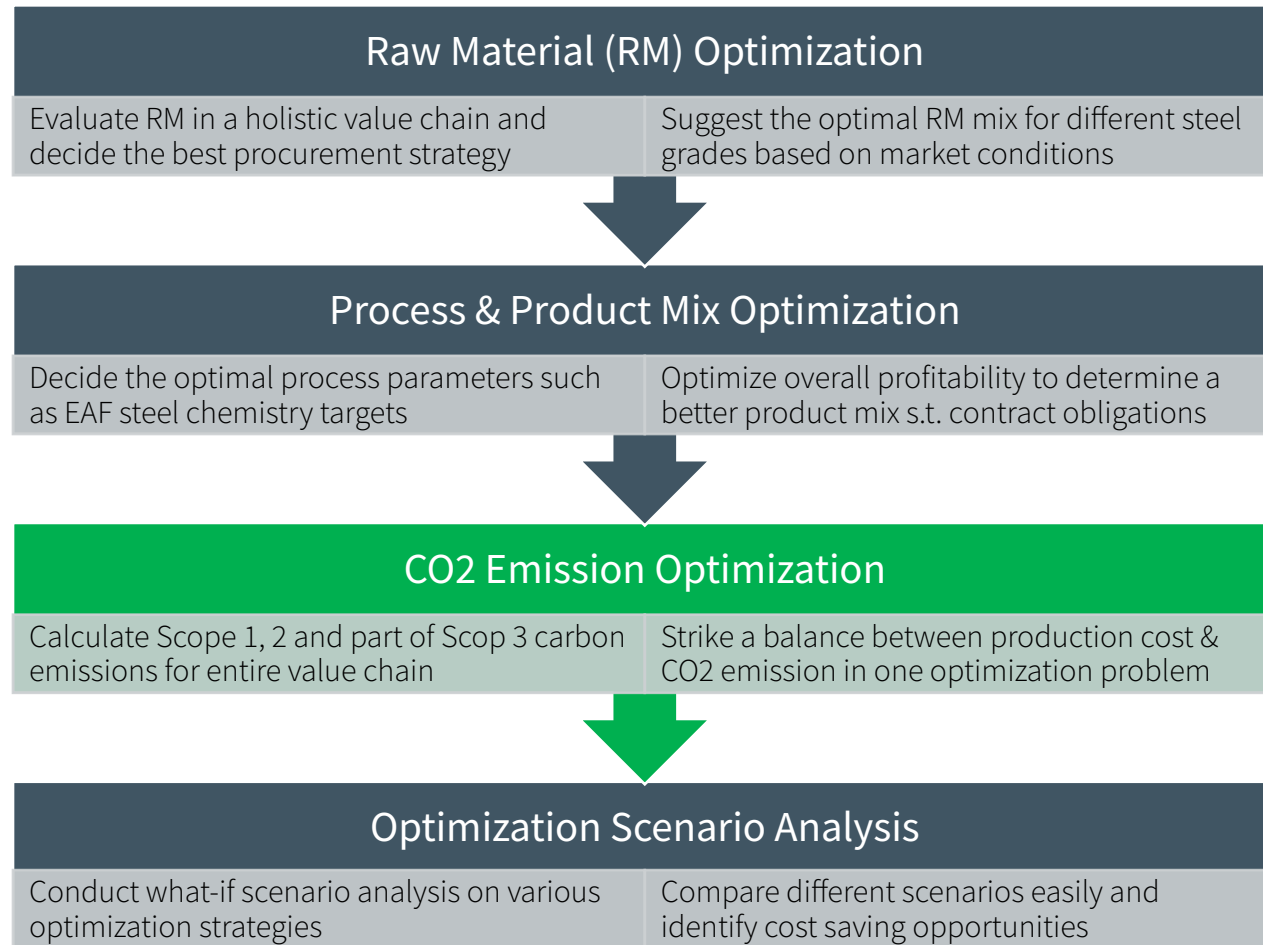 Raw Material (RM) Optimization
Evaluate RM in a holistic value chain and
decide the best procurement strategy
Suggest the optimal RM mix for different steel
grades based on market conditions
Process & Product Mix Optimization
Decide the optimal process parameters such
as EAF steel chemistry targets
Optimize overall profitability to determine a
better product mix s.t. contract obligations
CO2 Emission Optimization
Calculate Scope 1, 2 and part of Scop 3 carbon
emissions for entire value chain
Strike a balance between production cost &
CO2 emission in one optimization problem
Optimization Scenario Analysis
Conduct what-if scenario analysis on various
optimization strategies
Compare different scenarios easily and
identify cost saving opportunities